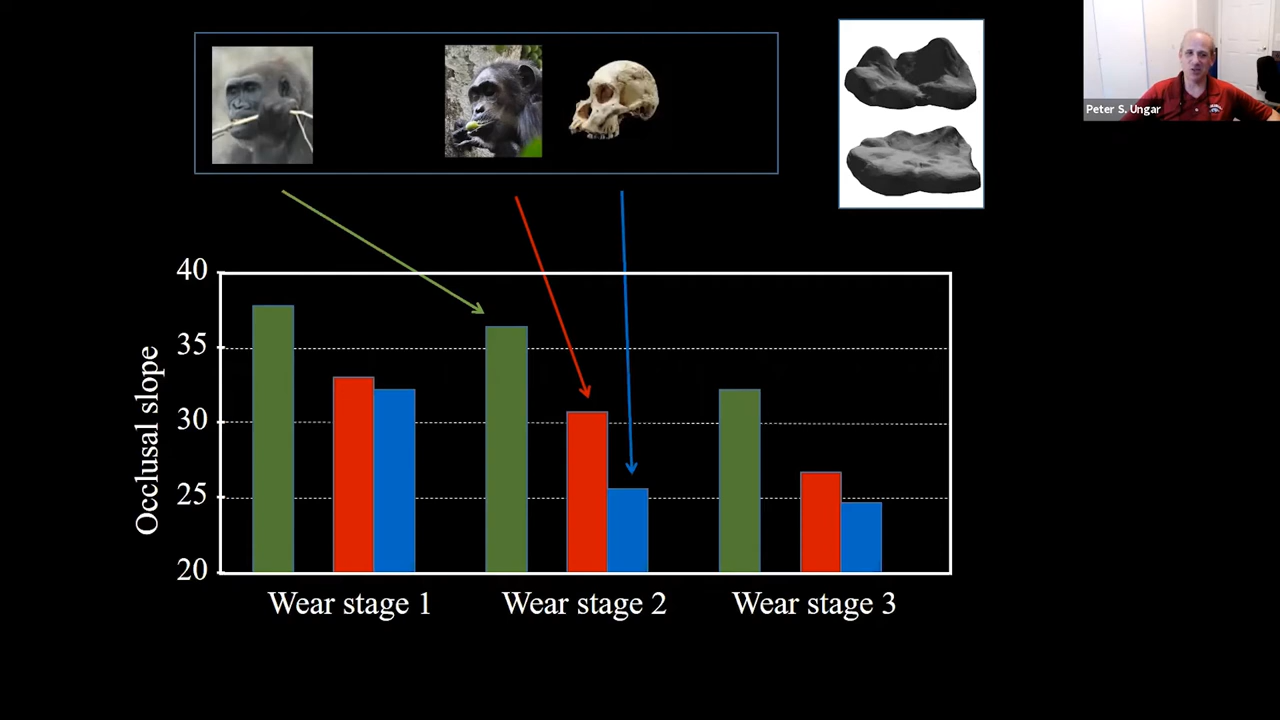 Peter S. Ungar
40
35
30
25
20
Occlusal slope
Wear stage 1
Wear stage 2
Wear stage 3